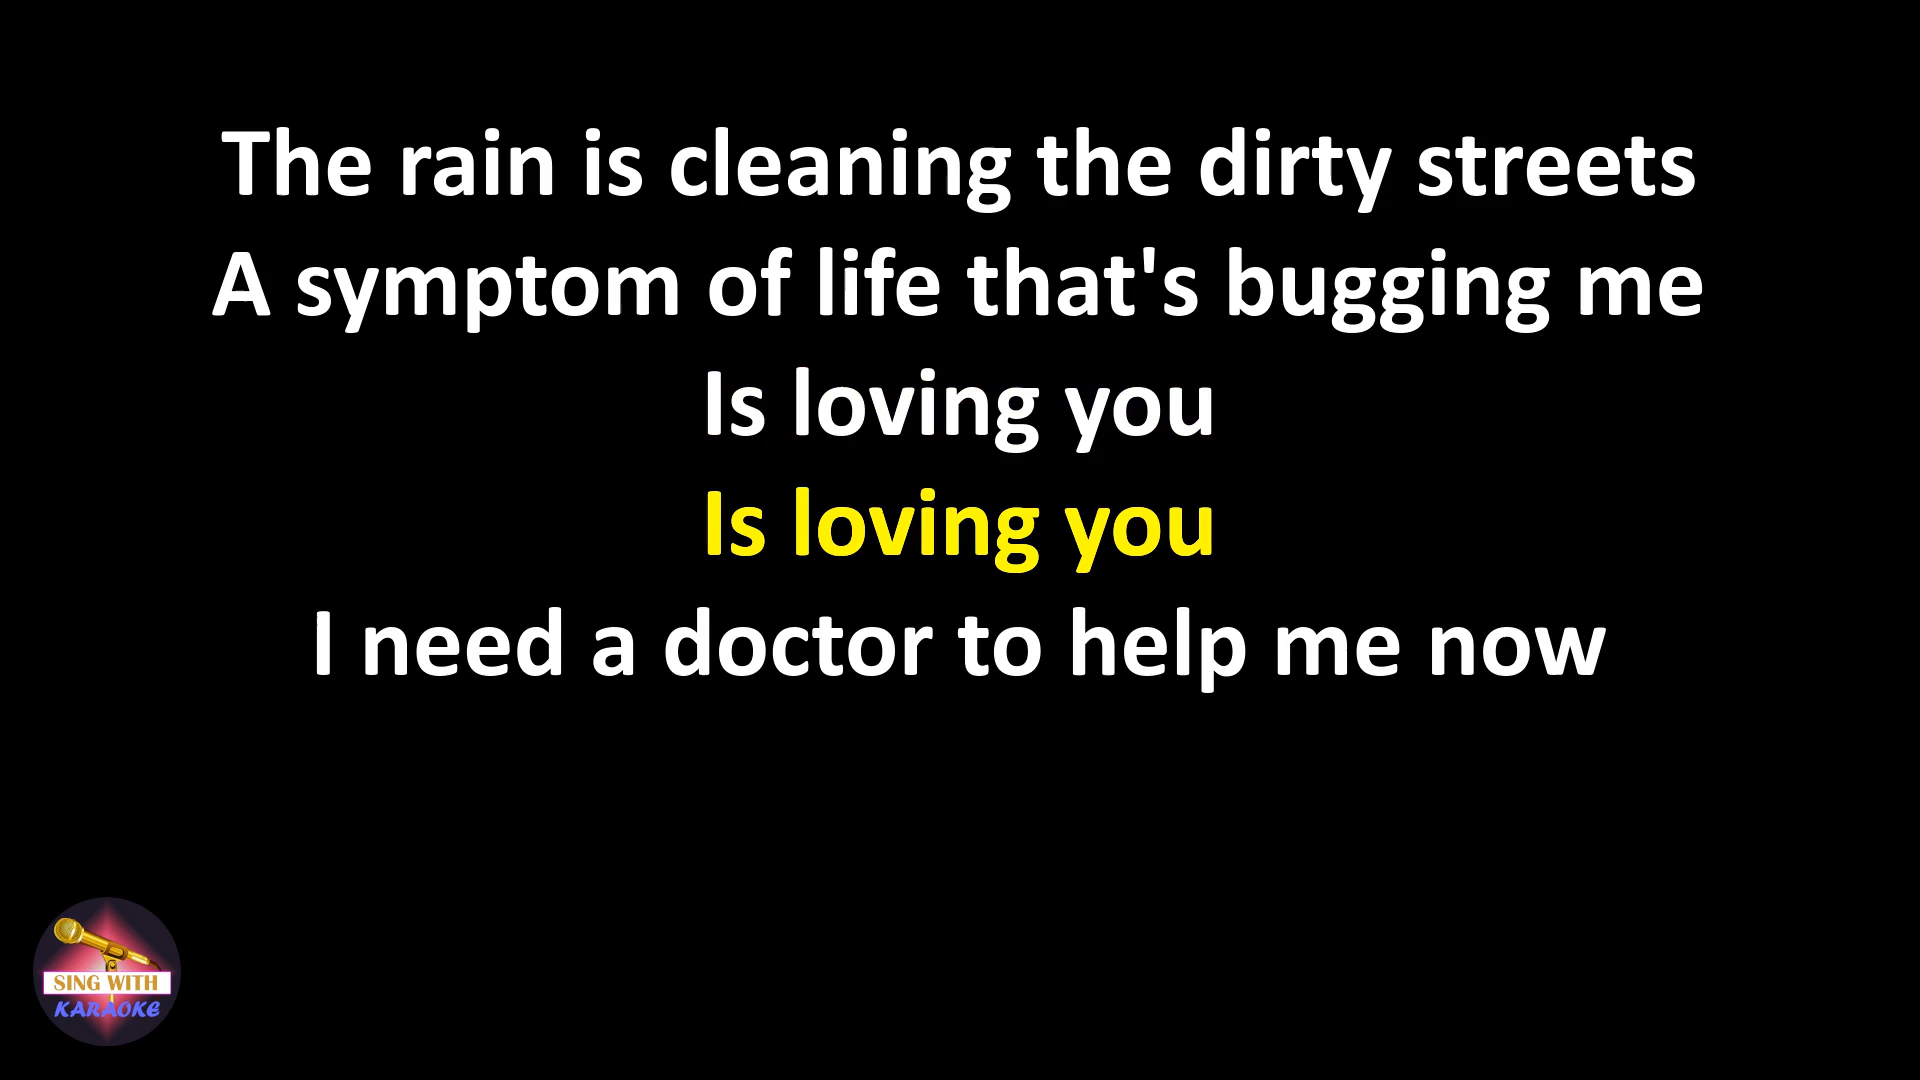 The rain is cleaning the dirty streets
A symptom of life that's bugging me
Is loving you
Is loving you
I need a doctor to help me now
SING WITH
KARAOKE